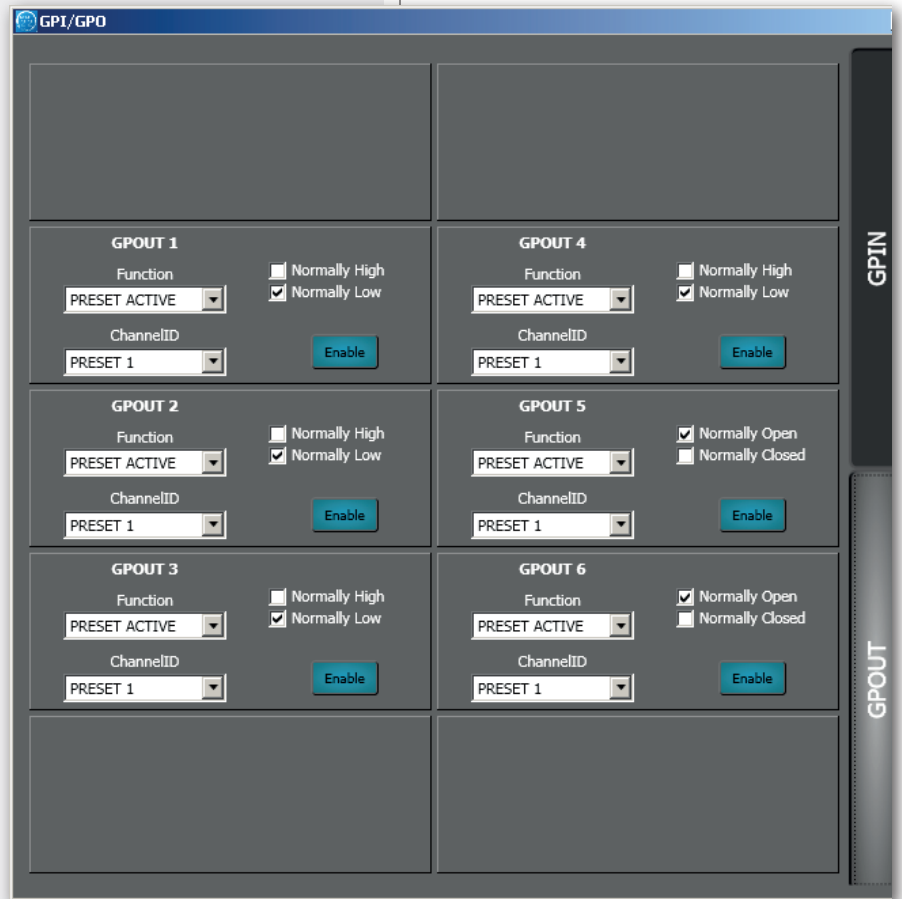 GPI/GPO
GPOUT 1
Function
PRESET ACTIVE
Normally High
Normally Low
ChannelID
PRESET 1
Enable
GPOUT 4
Function
PRESET ACTIVE
Normally High
Normally Low
ChannelID
PRESET 1
Enable
GPOUT 2
Function
PRESET ACTIVE
Normally High
Normally Low
ChannelID
PRESET 1
Enable
GPOUT 5
Function
PRESET ACTIVE
Normally Open
Normally Closed
ChannelID
PRESET 1
Enable
GPOUT 3
Function
PRESET ACTIVE
Normally High
Normally Low
ChannelID
PRESET 1
Enable
GPOUT 6
Function
PRESET ACTIVE
Normally Open
Normally Closed
ChannelID
PRESET 1
Enable
GPIN
GPOUT